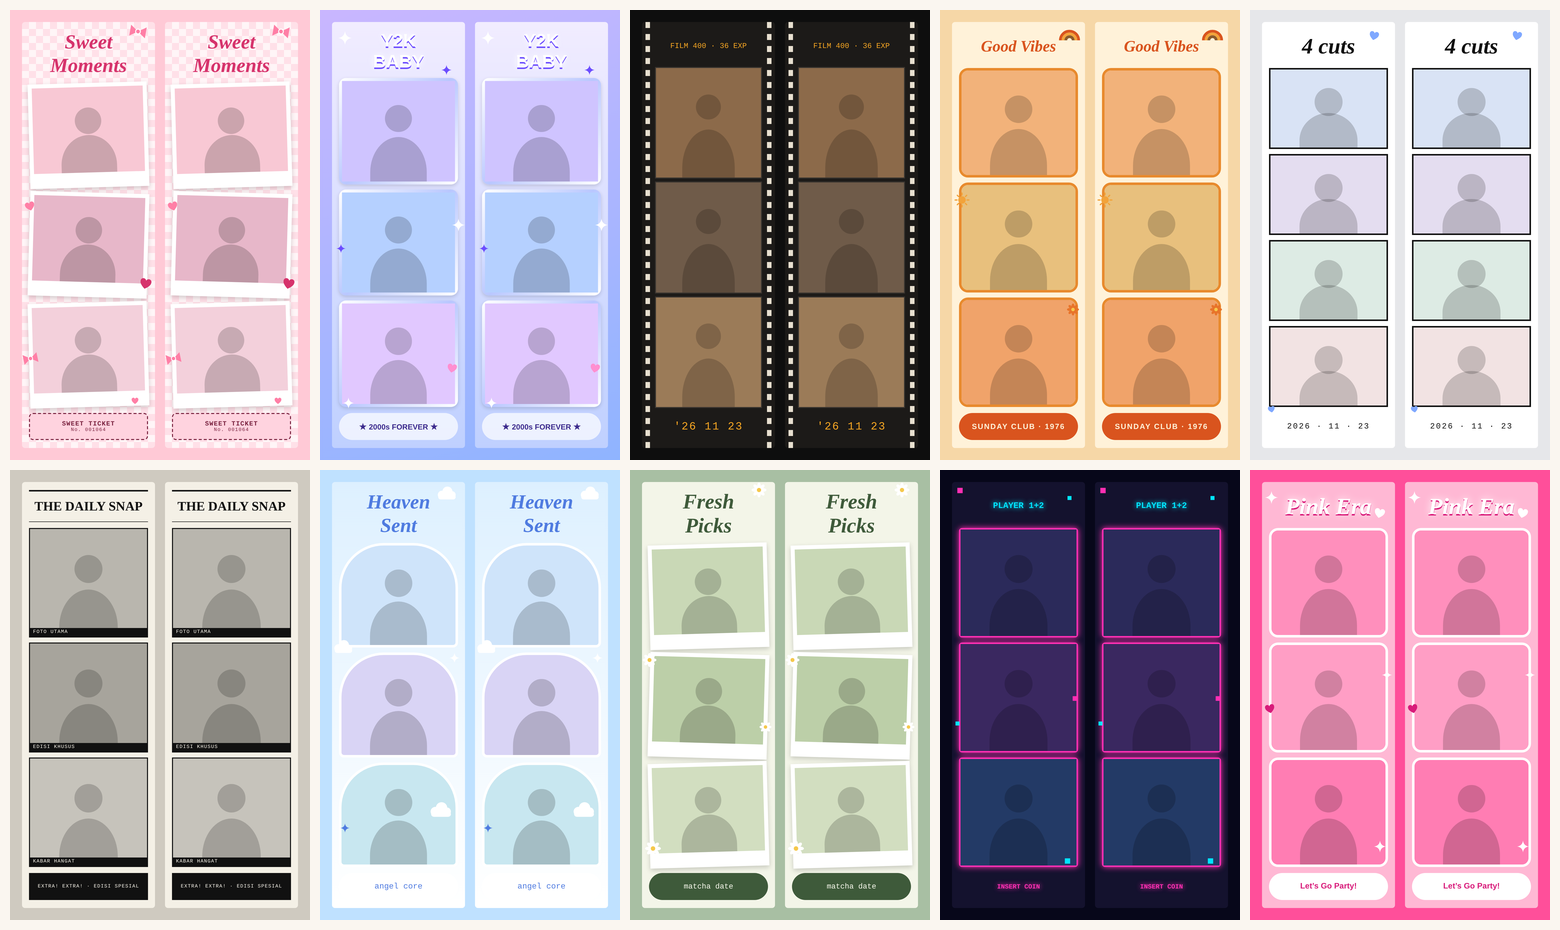 Sweet
Moments
SWEET TICKET
No. 001064
Sweet
Moments
SWEET TICKET
No. 001064
Y2K
BABY
★ 2000s FOREVER ★
Y2K
BABY
★ 2000s FOREVER ★
FILM 400 · 36 EXP
'26 11 23
FILM 400 · 36 EXP
'26 11 23
Good Vibes
SUNDAY CLUB · 1976
Good Vibes
SUNDAY CLUB · 1976
4 cuts
2026 · 11 · 23
4 cuts
2026 · 11 · 23
THE DAILY SNAP
FOTO UTAMA
EDISI KHUSUS
KABAR HANGAT
EXTRA! EXTRA! · EDISI SPESIAL
THE DAILY SNAP
FOTO UTAMA
EDISI KHUSUS
KABAR HANGAT
EXTRA! EXTRA! · EDISI SPESIAL
Heaven
Sent
angel core
Heaven
Sent
angel core
Fresh
Picks
matcha date
Fresh
Picks
matcha date
PLAYER 1+2
INSERT COIN
PLAYER 1+2
INSERT COIN
Pink Era
Let's Go Party!
Pink Era
Let's Go Party!